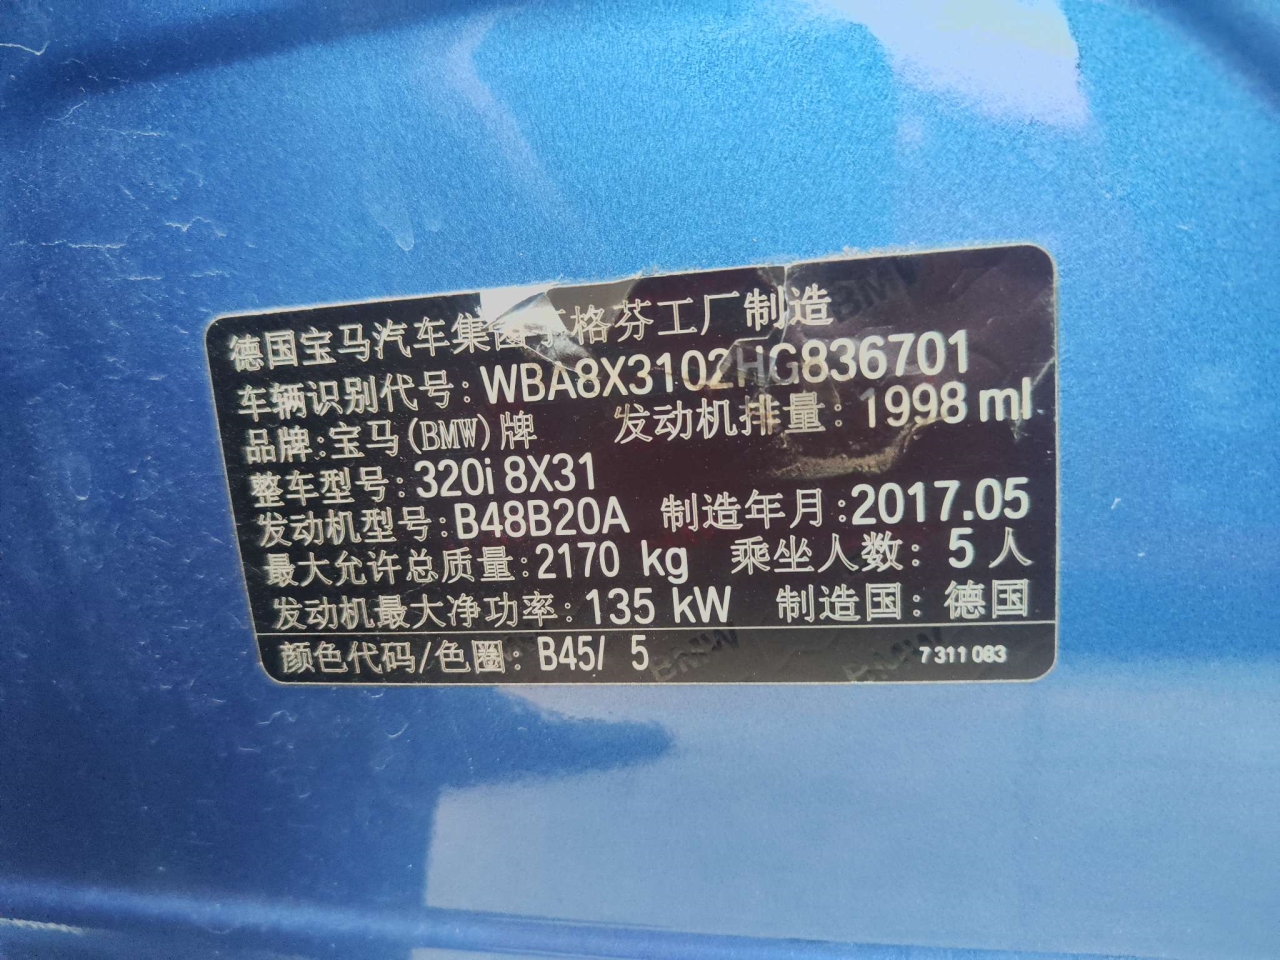 德国宝马汽车集团丁格芬工厂制造
车辆识别代号: WBA8X3102HG836701
品牌:宝马(BMW)牌 发动机排量: 1998 ml
整车型号: 320i 8X31
发动机型号: B48B20A 制造年月:2017.05
最大允许总质量:2170 kg 乘坐人数: 5 人
发动机最大净功率: 135 kW 制造国: 德国
颜色代码/色圈: B45/ 5 7 311 083
BMW
BMW
BMW